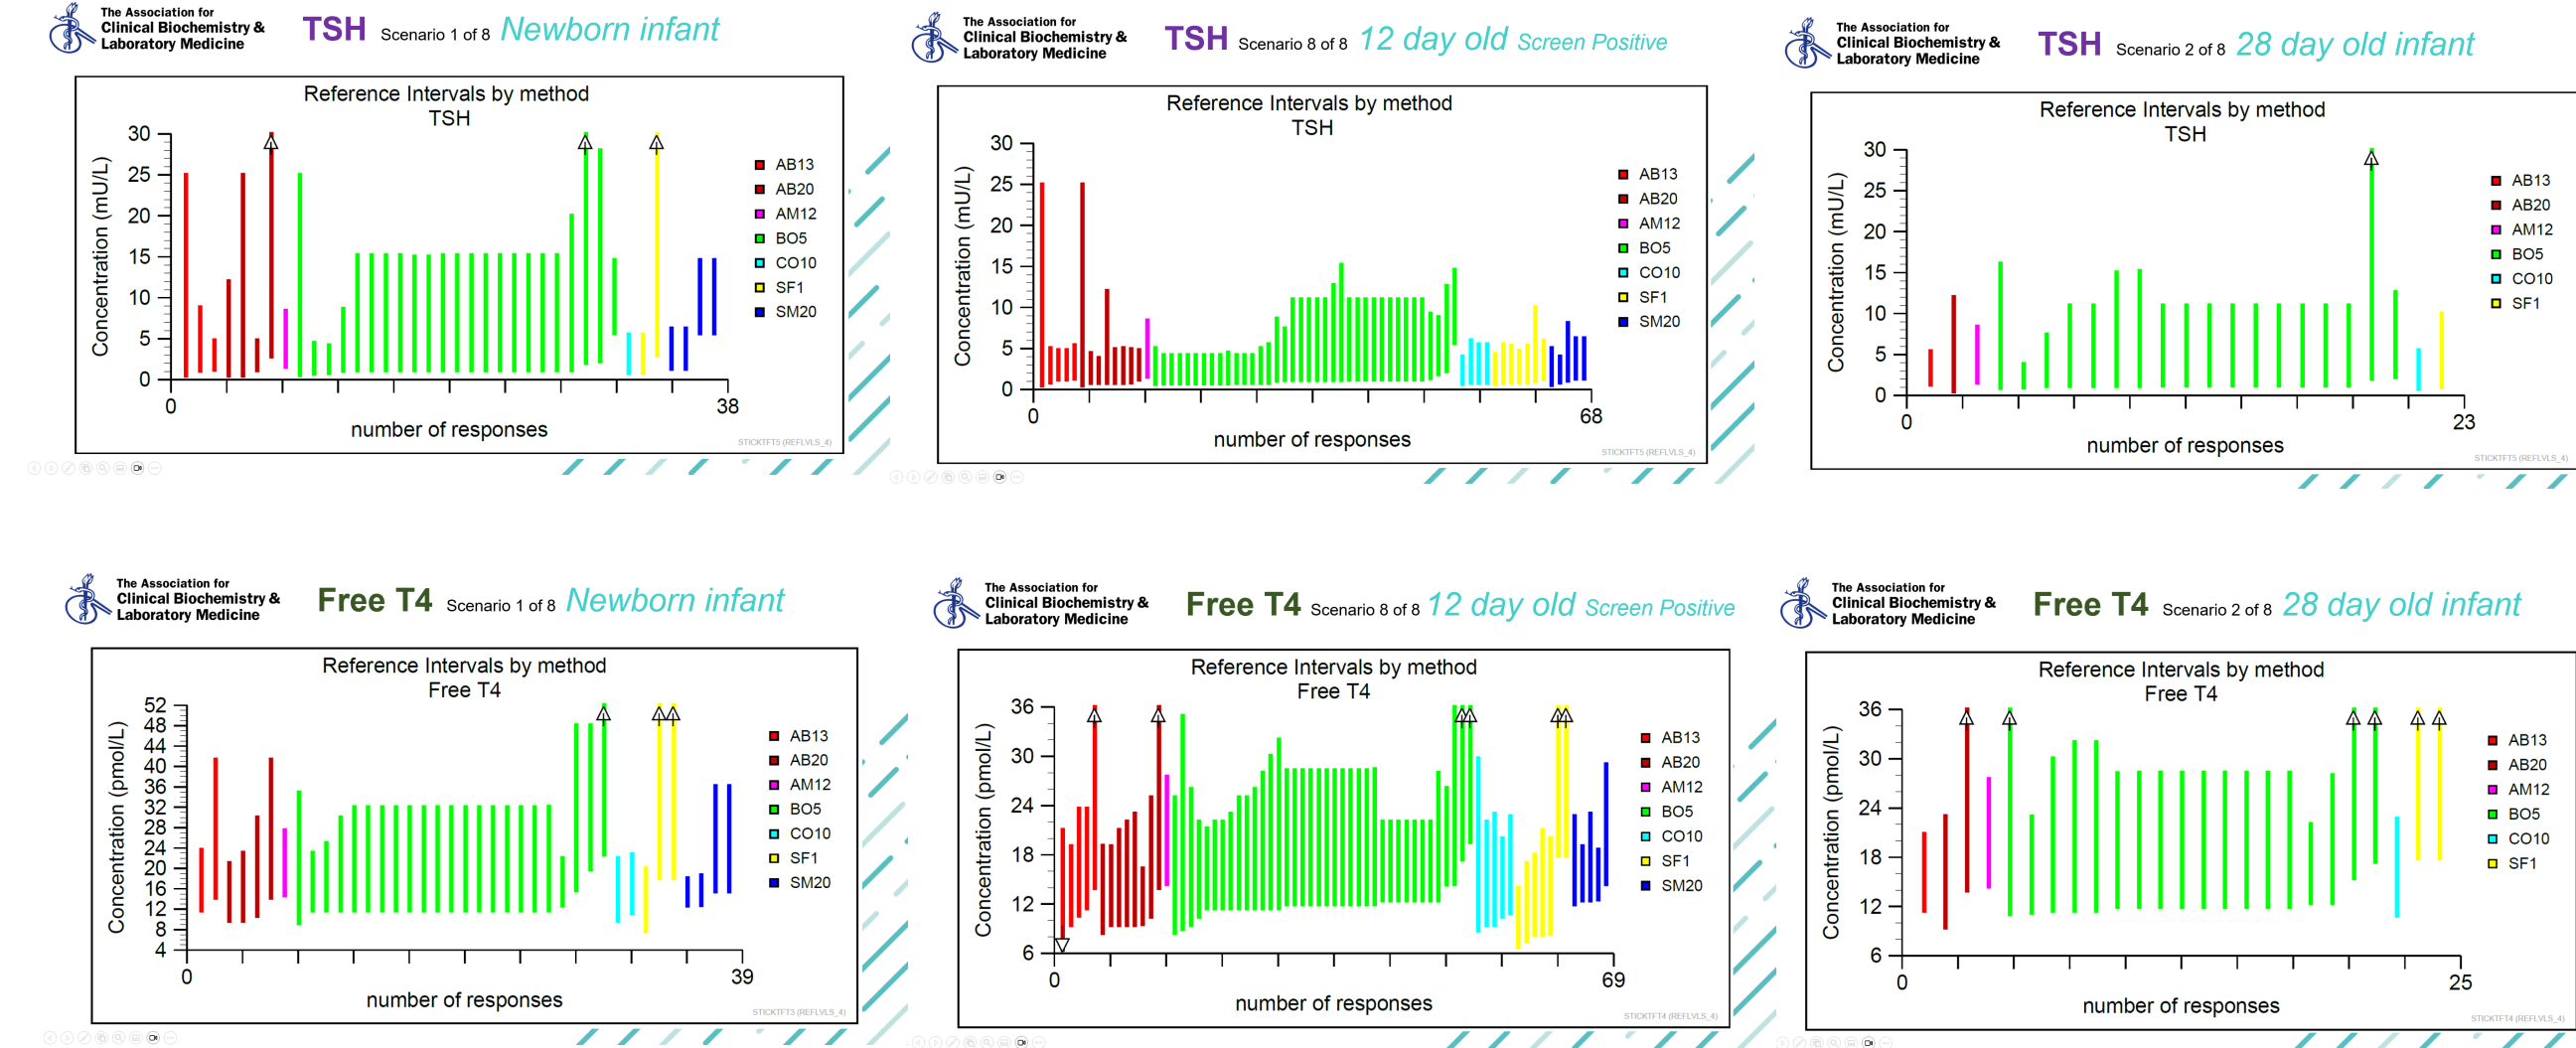 The Association for
Clinical Biochemistry &
Laboratory Medicine
TSH Scenario 1 of 8 Newborn infant
Reference Intervals by method
TSH
Concentration (mU/L)
30
25
20
15
10
5
0
0
38
number of responses
AB13
AB20
AM12
BO5
CO10
SF1
SM20
STICKTFT5 (REFLVLS_4)
The Association for
Clinical Biochemistry &
Laboratory Medicine
TSH Scenario 8 of 8 12 day old Screen Positive
Reference Intervals by method
TSH
Concentration (mU/L)
30
25
20
15
10
5
0
0
68
number of responses
AB13
AB20
AM12
BO5
CO10
SF1
SM20
STICKTFT5 (REFLVLS_4)
The Association for
Clinical Biochemistry &
Laboratory Medicine
TSH Scenario 2 of 8 28 day old infant
Reference Intervals by method
TSH
Concentration (mU/L)
30
25
20
15
10
5
0
0
23
number of responses
AB13
AB20
AM12
BO5
CO10
SF1
STICKTFT5 (REFLVLS_4)
The Association for
Clinical Biochemistry &
Laboratory Medicine
Free T4 Scenario 1 of 8 Newborn infant
Reference Intervals by method
Free T4
Concentration (pmol/L)
52
48
44
40
36
32
28
24
20
16
12
8
4
0
39
number of responses
AB13
AB20
AM12
BO5
CO10
SF1
SM20
STICKTFT3 (REFLVLS_4)
The Association for
Clinical Biochemistry &
Laboratory Medicine
Free T4 Scenario 8 of 8 12 day old Screen Positive
Reference Intervals by method
Free T4
Concentration (pmol/L)
36
30
24
18
12
6
0
69
number of responses
AB13
AB20
AM12
BO5
CO10
SF1
SM20
STICKTFT4 (REFLVLS_4)
The Association for
Clinical Biochemistry &
Laboratory Medicine
Free T4 Scenario 2 of 8 28 day old infant
Reference Intervals by method
Free T4
Concentration (pmol/L)
36
30
24
18
12
6
0
25
number of responses
AB13
AB20
AM12
BO5
CO10
SF1
STICKTFT4 (REFLVLS_4)